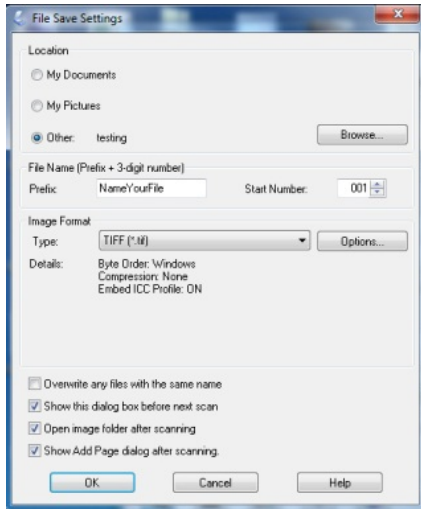 File Save Settings
Location
My Documents
My Pictures
Other: testing Browse...
File Name (Prefix + 3-digit number)
Prefix: NameYourFile Start Number: 001
Image Format
Type: TIFF (*.tif) Options...
Details: Byte Order: Windows
Compression: None
Embed ICC Profile: ON
Overwrite any files with the same name
Show this dialog box before next scan
Open image folder after scanning
Show Add Page dialog after scanning.
OK Cancel Help